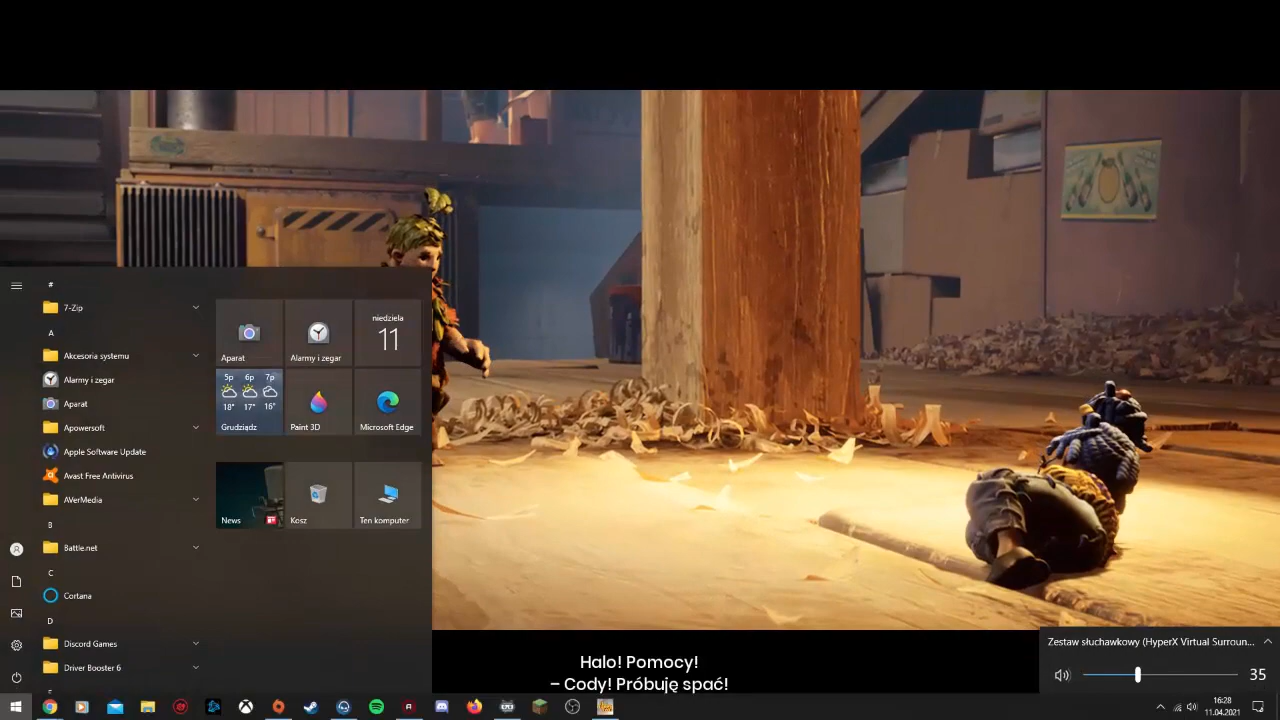 #
7-Zip
A
Akcesoria systemu
Alarmy i zegar
Aparat
Apowersoft
Apple Software Update
Avast Free Antivirus
AVerMedia
B
Battle.net
C
Cortana
D
Discord Games
Driver Booster 6
Aparat
Alarmy i zegar
niedziela
11
5p 6p 7p
18° 17° 16°
Grudziądz
Paint 3D
Microsoft Edge
News
Kosz
Ten komputer
Halo! Pomocy!
– Cody! Próbuję spać!
Zestaw słuchawkowy (HyperX Virtual Surroun...
35
16:28
11.04.2021